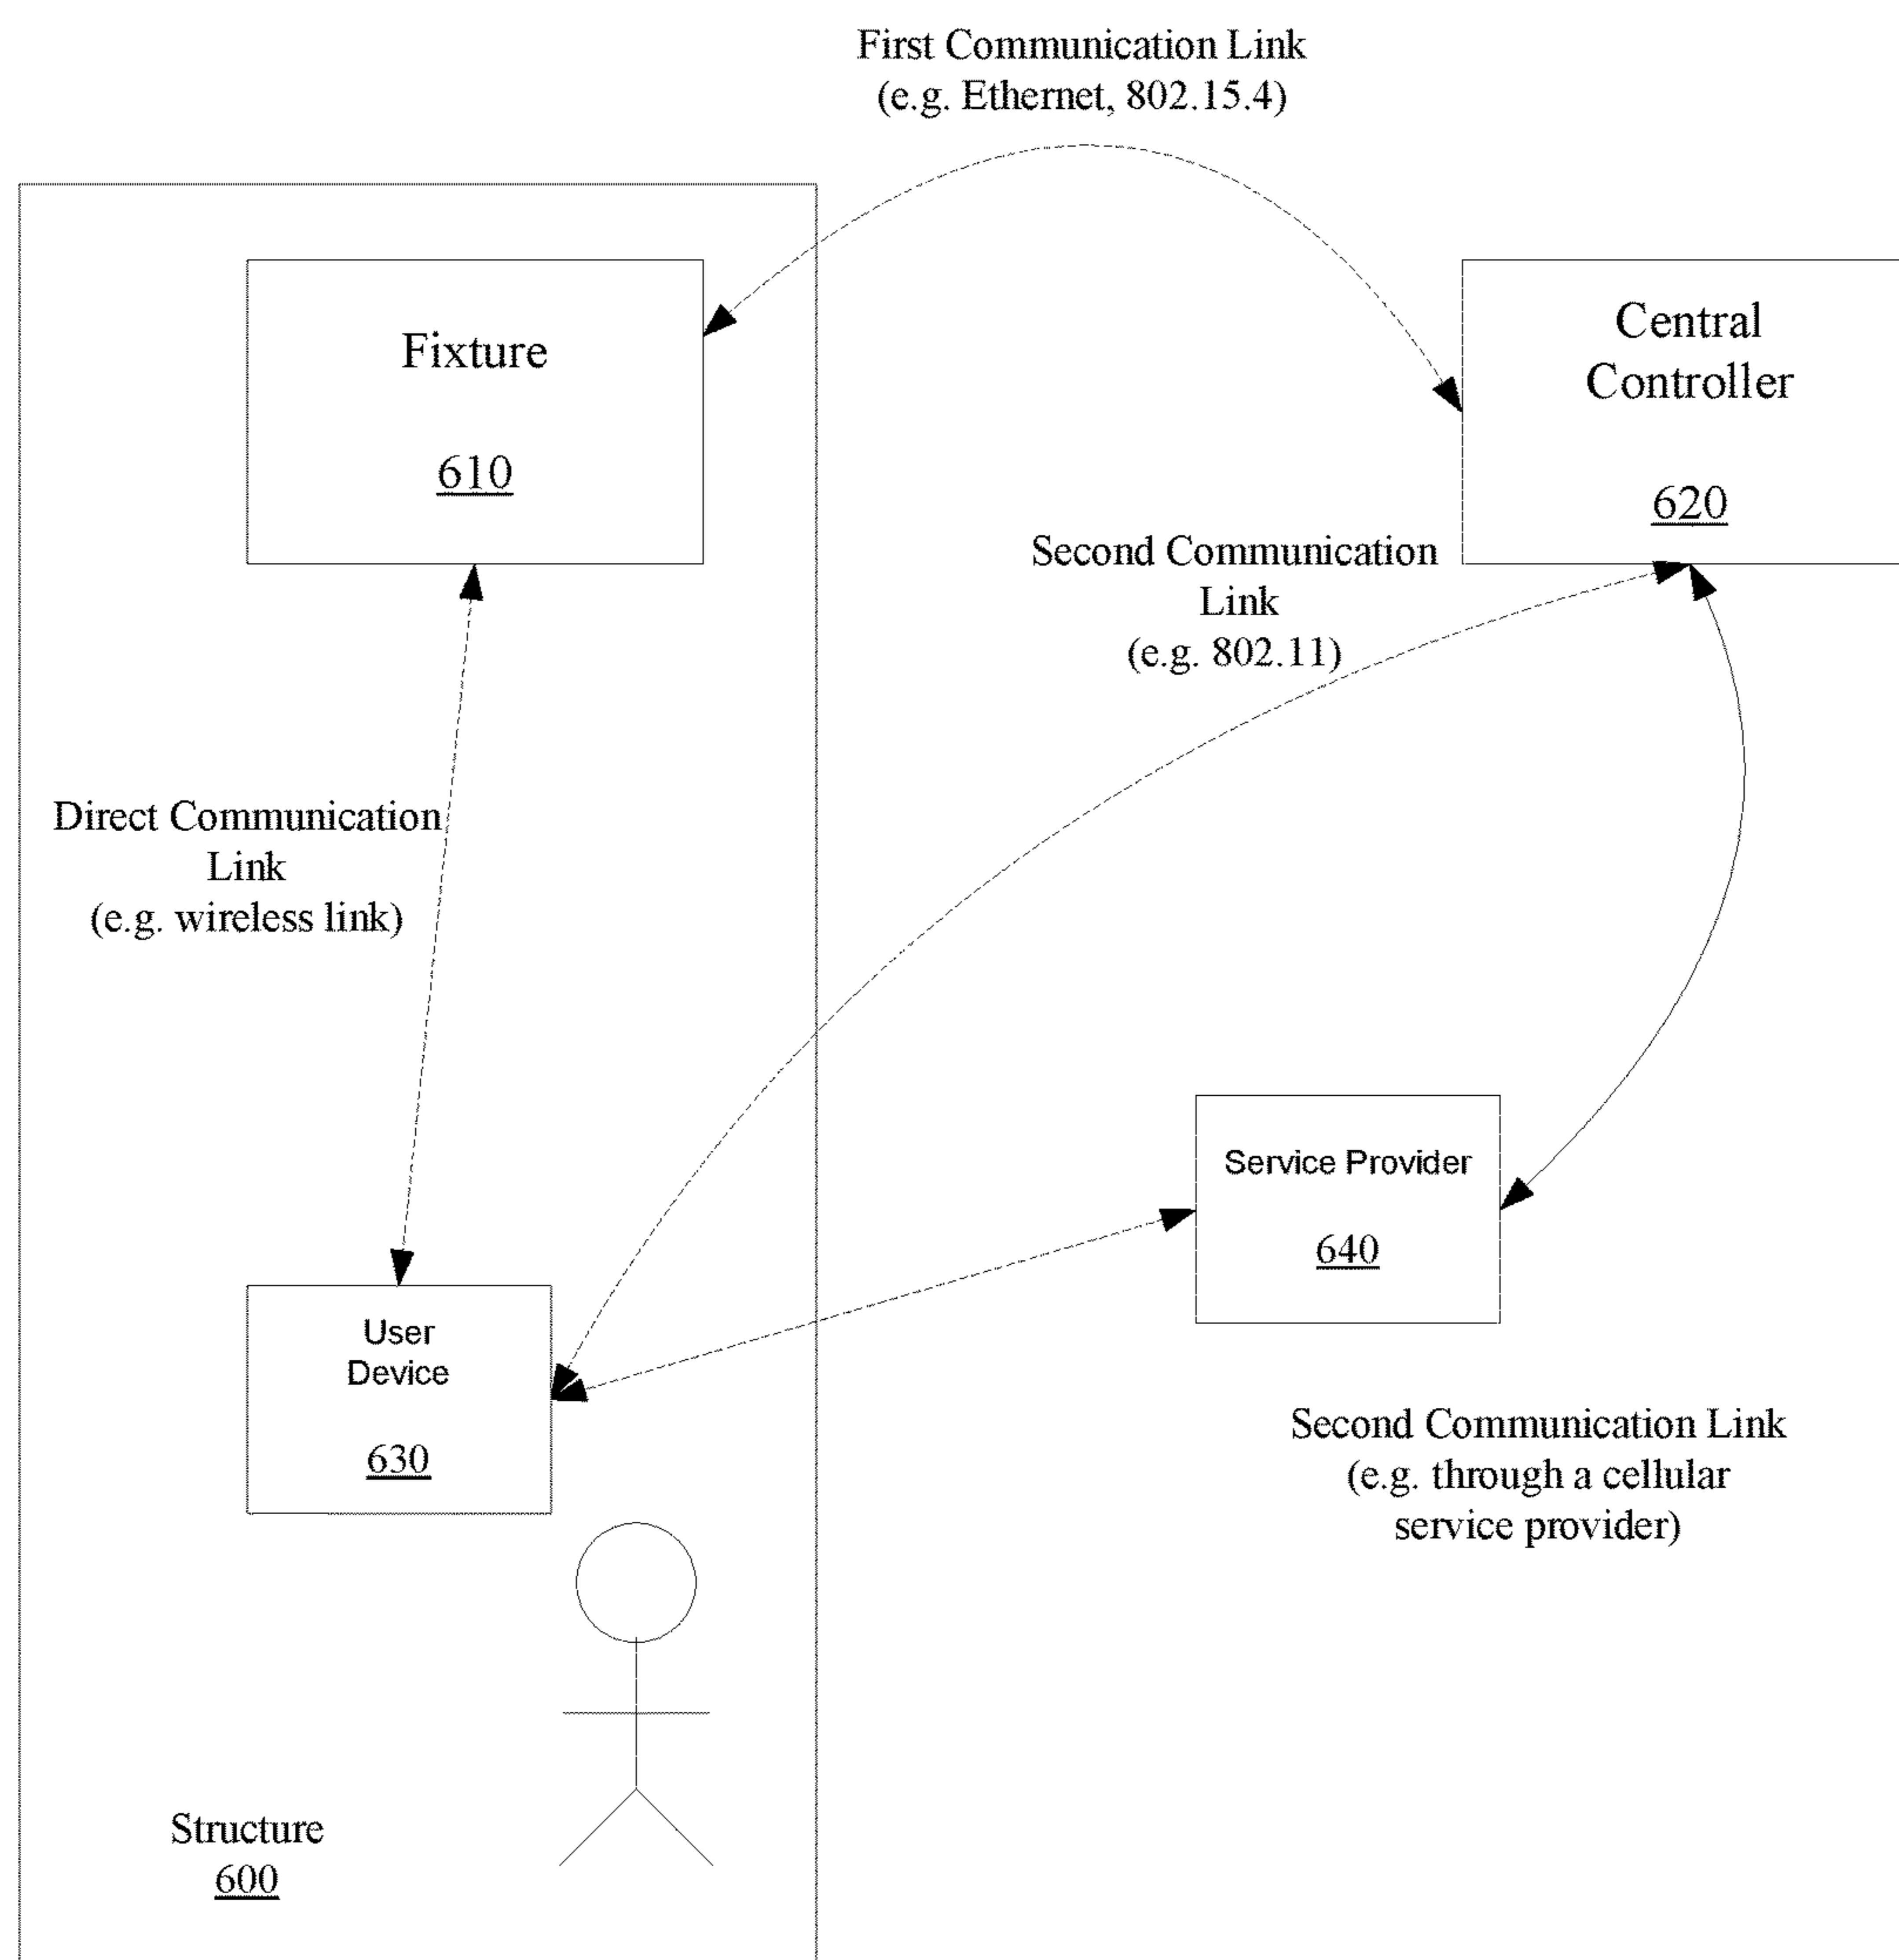 First Communication Link
(e.g. Ethernet, 802.15.4)
Fixture
610
Central
Controller
620
Second Communication
Link
(e.g. 802.11)
Direct Communication
Link
(e.g. wireless link)
Service Provider
640
User
Device
630
Second Communication Link
(e.g. through a cellular
service provider)
Structure
600